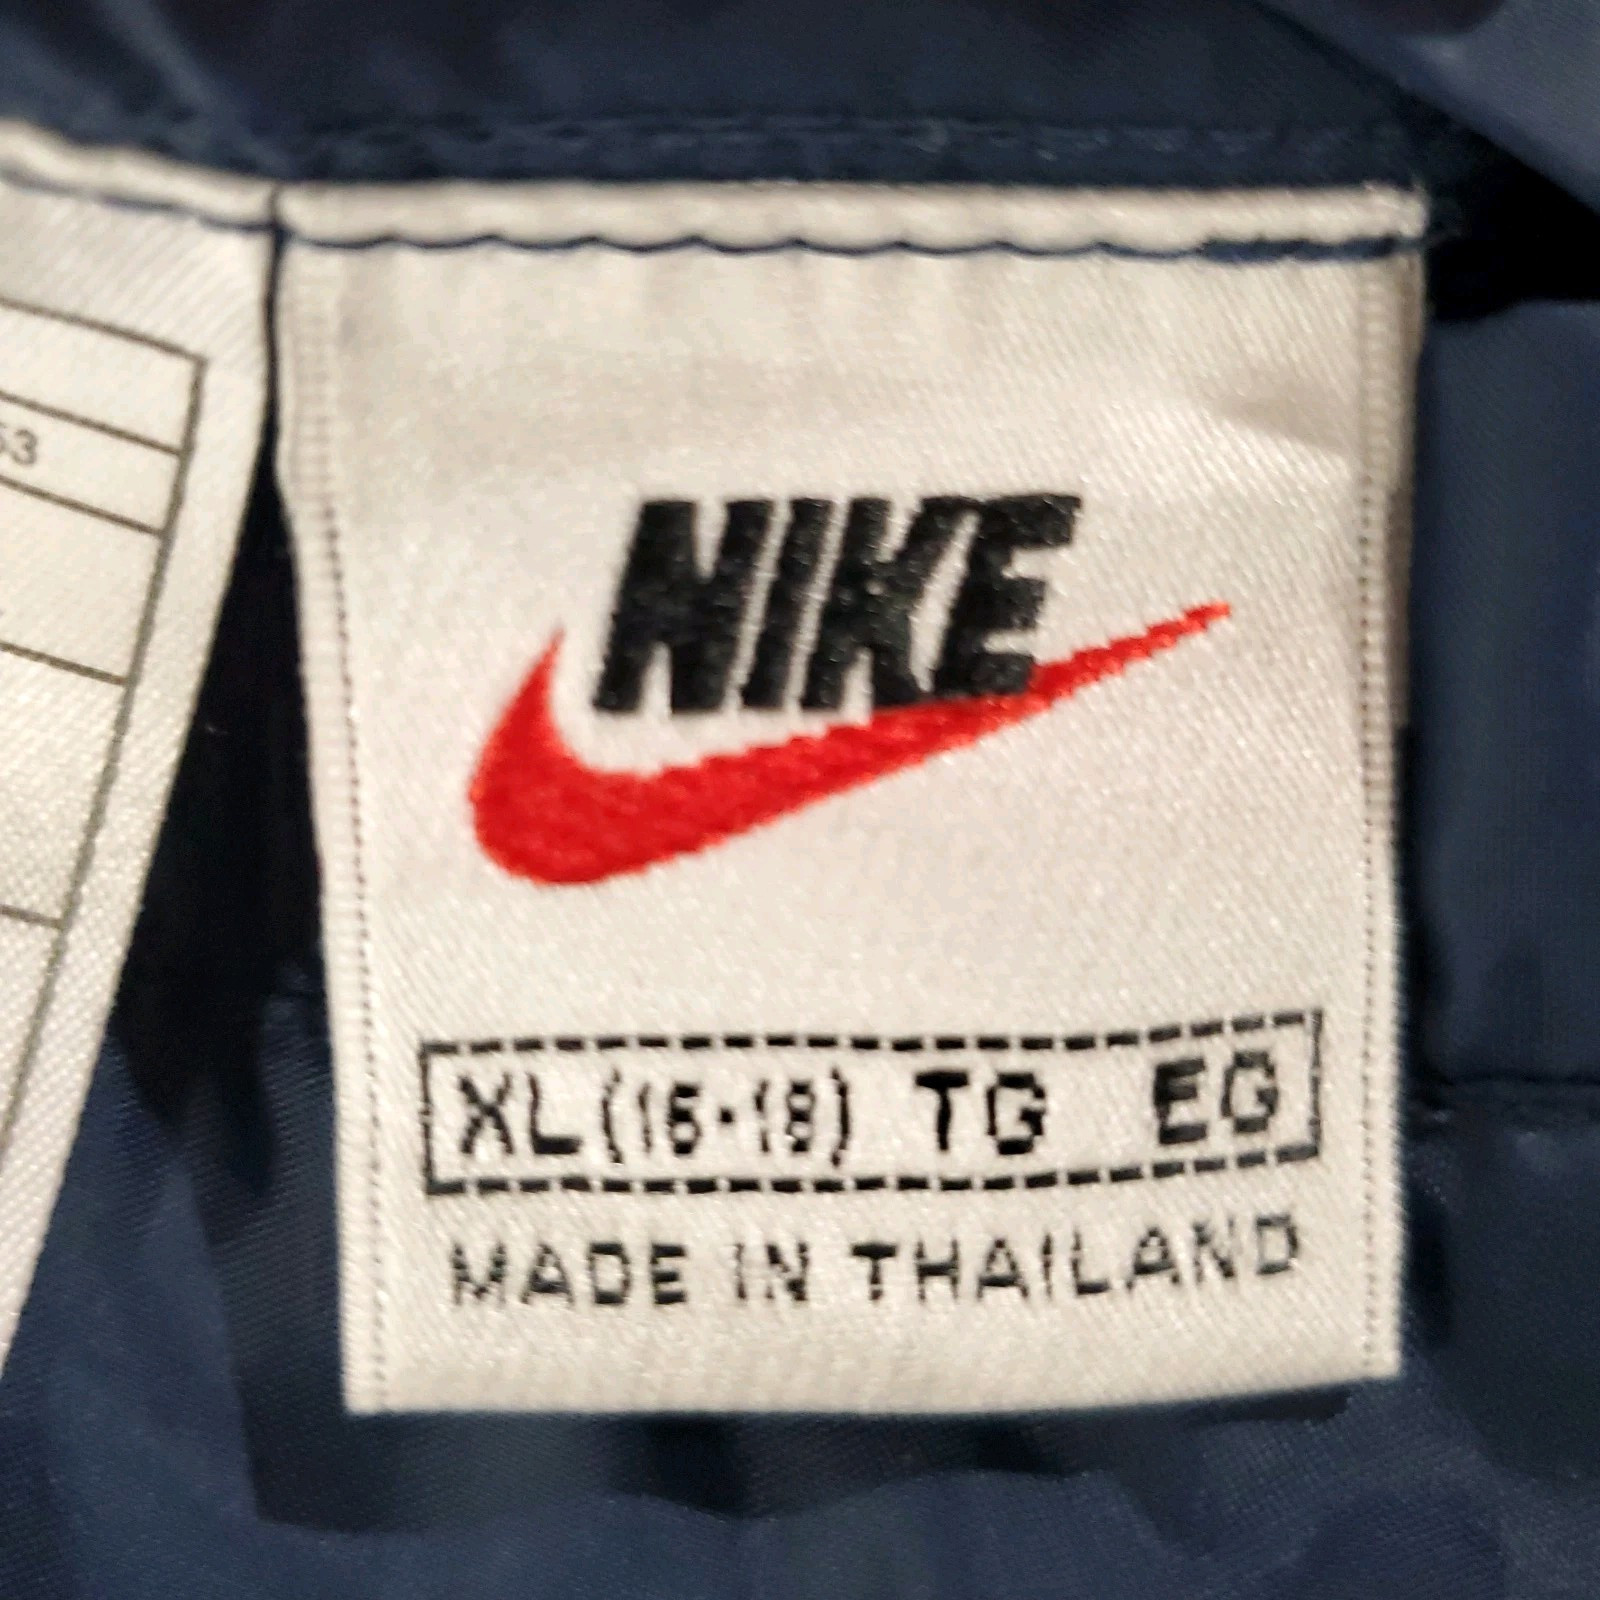 NIKE
XL (16-18) TG EG
MADE IN THAILAND